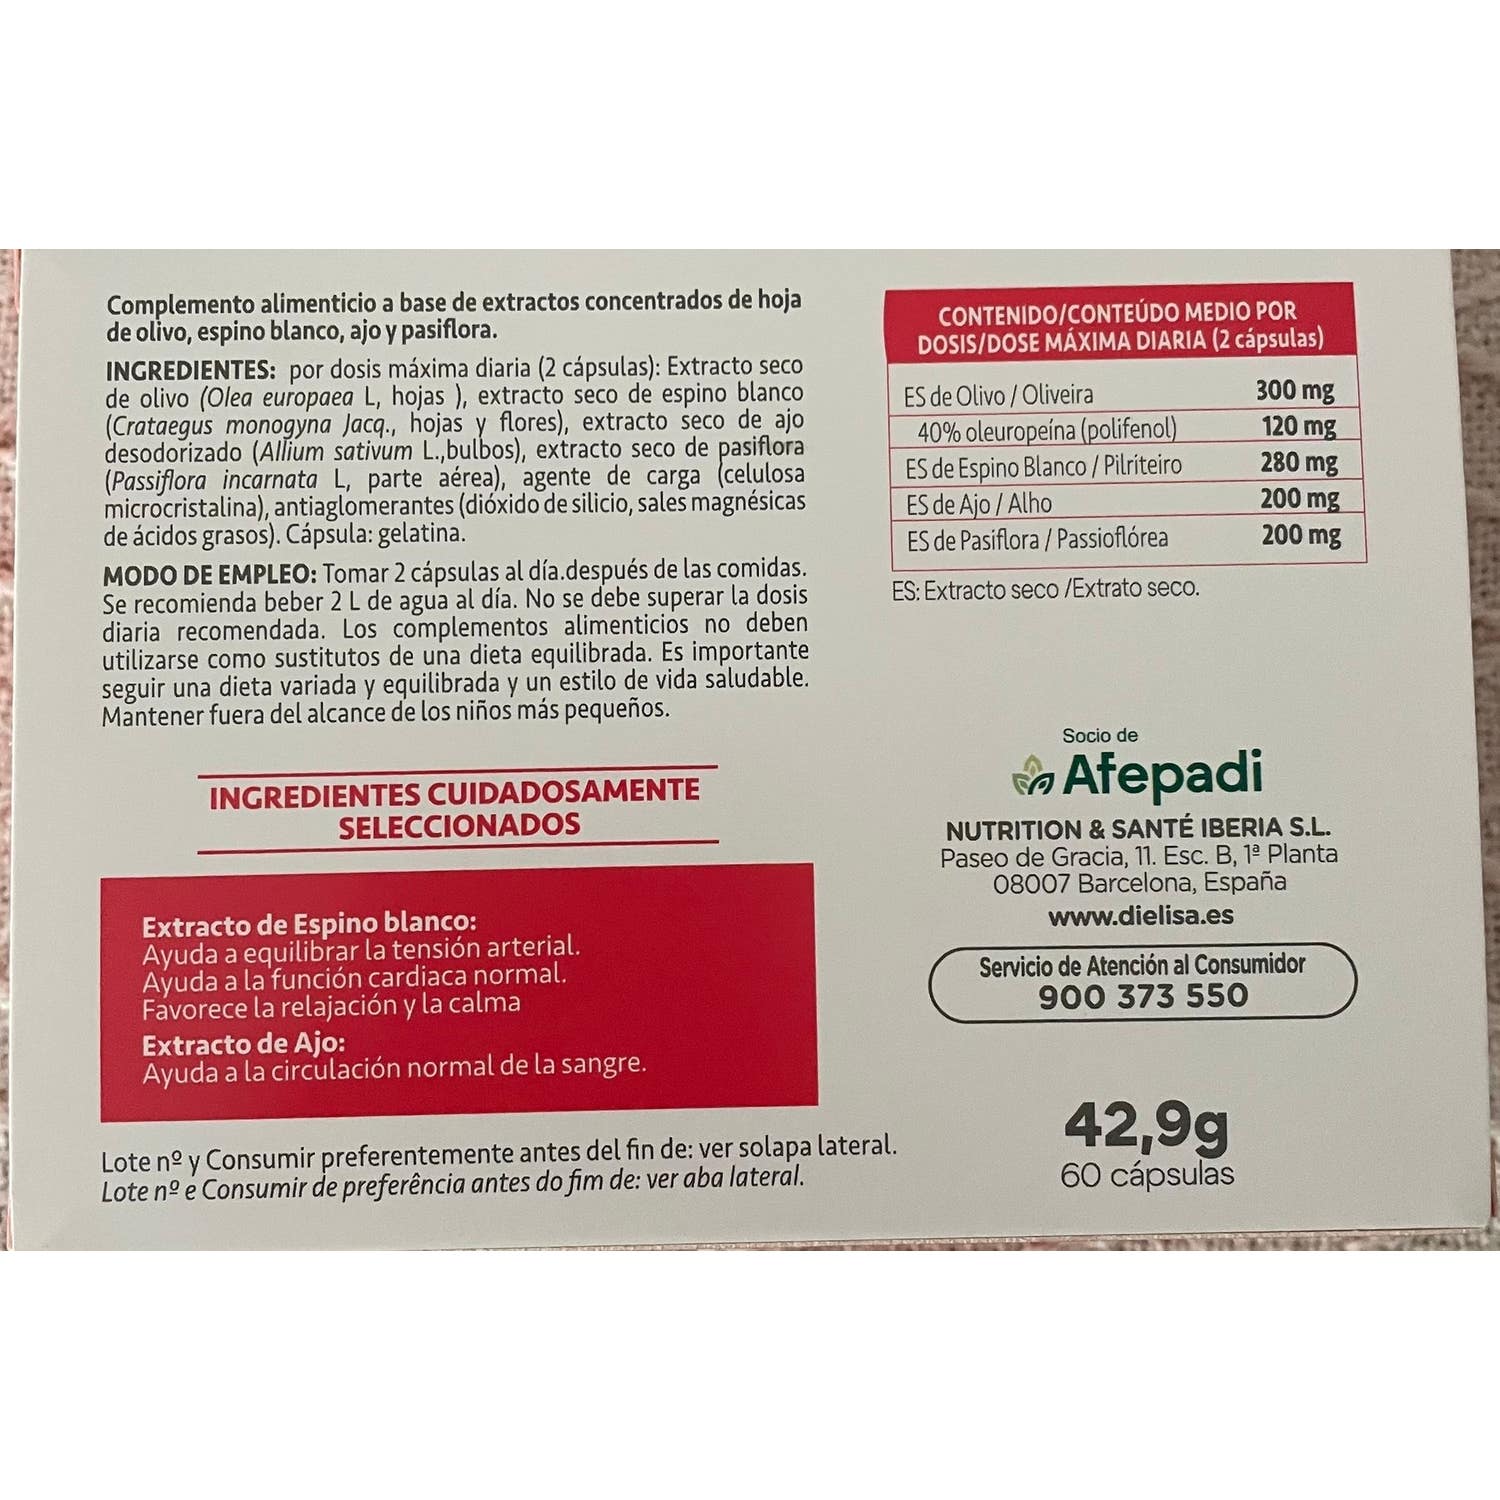 Complemento alimenticio a base de extractos concentrados de hoja
de olivo, espino blanco, ajo y pasiflora.
INGREDIENTES: por dosis máxima diaria (2 cápsulas): Extracto seco
de olivo (Olea europaea L, hojas ), extracto seco de espino blanco
(Crataegus monogyna Jacq., hojas y flores), extracto seco de ajo
desodorizado (Allium sativum L.,bulbos), extracto seco de pasiflora
(Passiflora incarnata L, parte aérea), agente de carga (celulosa
microcristalina), antiaglomerantes (dióxido de silicio, sales magnésicas
de ácidos grasos). Cápsula: gelatina.
MODO DE EMPLEO: Tomar 2 cápsulas al día.después de las comidas.
Se recomienda beber 2 L de agua al día. No se debe superar la dosis
diaria recomendada. Los complementos alimenticios no deben
utilizarse como sustitutos de una dieta equilibrada. Es importante
seguir una dieta variada y equilibrada y un estilo de vida saludable.
Mantener fuera del alcance de los niños más pequeños.
INGREDIENTES CUIDADOSAMENTE
SELECCIONADOS
Extracto de Espino blanco:
Ayuda a equilibrar la tensión arterial.
Ayuda a la función cardiaca normal.
Favorece la relajación y la calma
Extracto de Ajo:
Ayuda a la circulación normal de la sangre.
Lote nº y Consumir preferentemente antes del fin de: ver solapa lateral.
Lote nº e Consumir de preferência antes do fim de: ver aba lateral.
CONTENIDO/CONTEÚDO MEDIO POR
DOSIS/DOSE MÁXIMA DIARIA (2 cápsulas)
ES de Olivo / Oliveira 300 mg
40% oleuropeína (polifenol) 120 mg
ES de Espino Blanco / Pilriteiro 280 mg
ES de Ajo / Alho 200 mg
ES de Pasiflora / Passioflórea 200 mg
ES: Extracto seco /Extrato seco.
Socio de
Afepadi
NUTRITION & SANTÉ IBERIA S.L.
Paseo de Gracia, 11. Esc. B, 1ª Planta
08007 Barcelona, España
www.dielisa.es
Servicio de Atención al Consumidor
900 373 550
42,9g
60 cápsulas